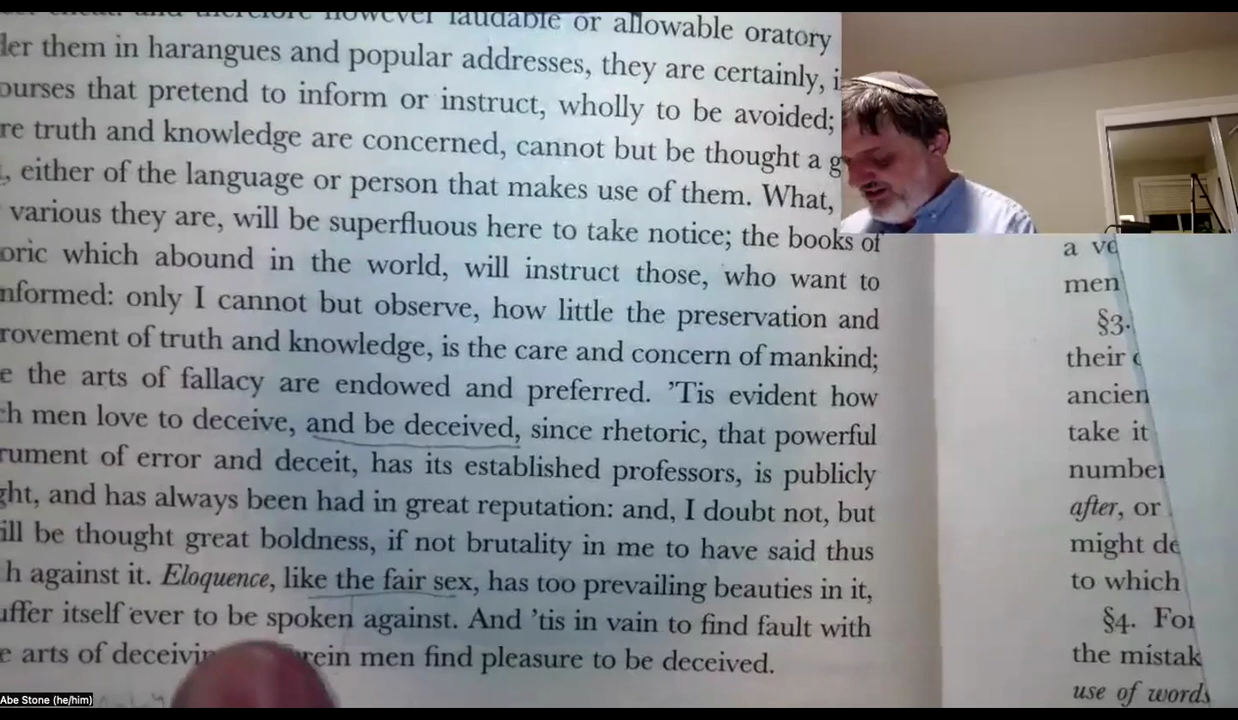 however laudable or allowable oratory
them in harangues and popular addresses, they are certainly,
that pretend to inform or instruct, wholly to be avoided;
truth and knowledge are concerned, cannot but be thought a
either of the language or person that makes use of them. What,
various they are, will be superfluous here to take notice; the books of
oric which abound in the world, will instruct those, who want to
nformed: only I cannot but observe, how little the preservation and
rovement of truth and knowledge, is the care and concern of mankind;
e the arts of fallacy are endowed and preferred. ’Tis evident how
ch men love to deceive, and be deceived, since rhetoric, that powerful
rument of error and deceit, has its established professors, is publicly
ght, and has always been had in great reputation: and, I doubt not, but
ill be thought great boldness, if not brutality in me to have said thus
h against it. Eloquence, like the fair sex, has too prevailing beauties in it,
uffer itself ever to be spoken against. And ’tis in vain to find fault with
e arts of deceivin rein men find pleasure to be deceived.
a vo
men
§3.
their
ancien
take it
number
after, or
might de
to which
§4. For
the mistak
use of words
Abe Stone (he/him)